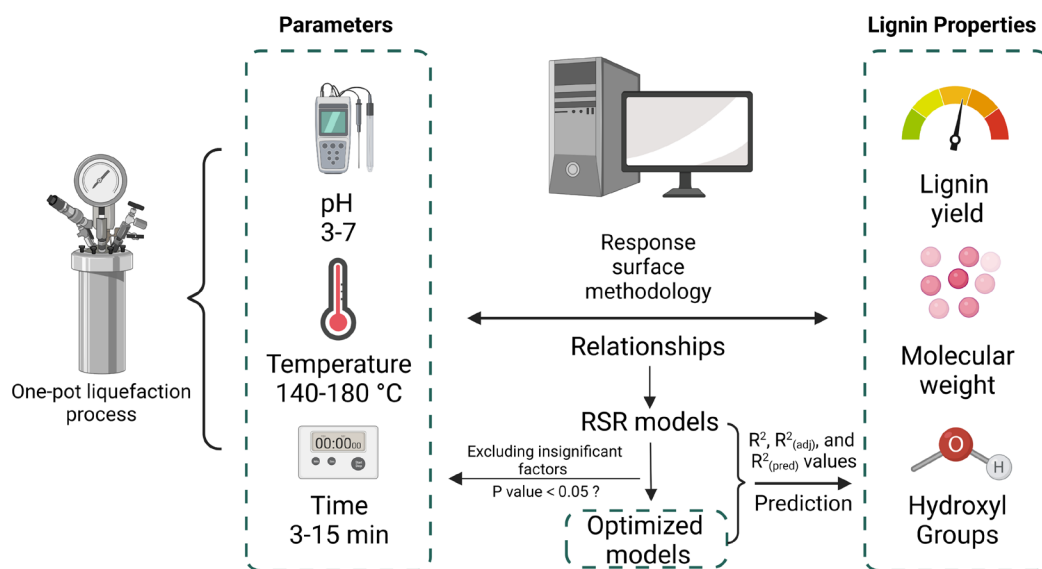 Parameters
Lignin Properties
One-pot liquefaction
process
pH
3-7
Temperature
140-180 °C
00:00 00
Time
3-15 min
Response
surface
methodology
Relationships
RSR models
Excluding insignificant
factors
P value < 0.05 ?
Optimized
models
R², R²(adj), and
R²(pred) values
Prediction
Lignin
yield
Molecular
weight
O
H
Hydroxyl
Groups